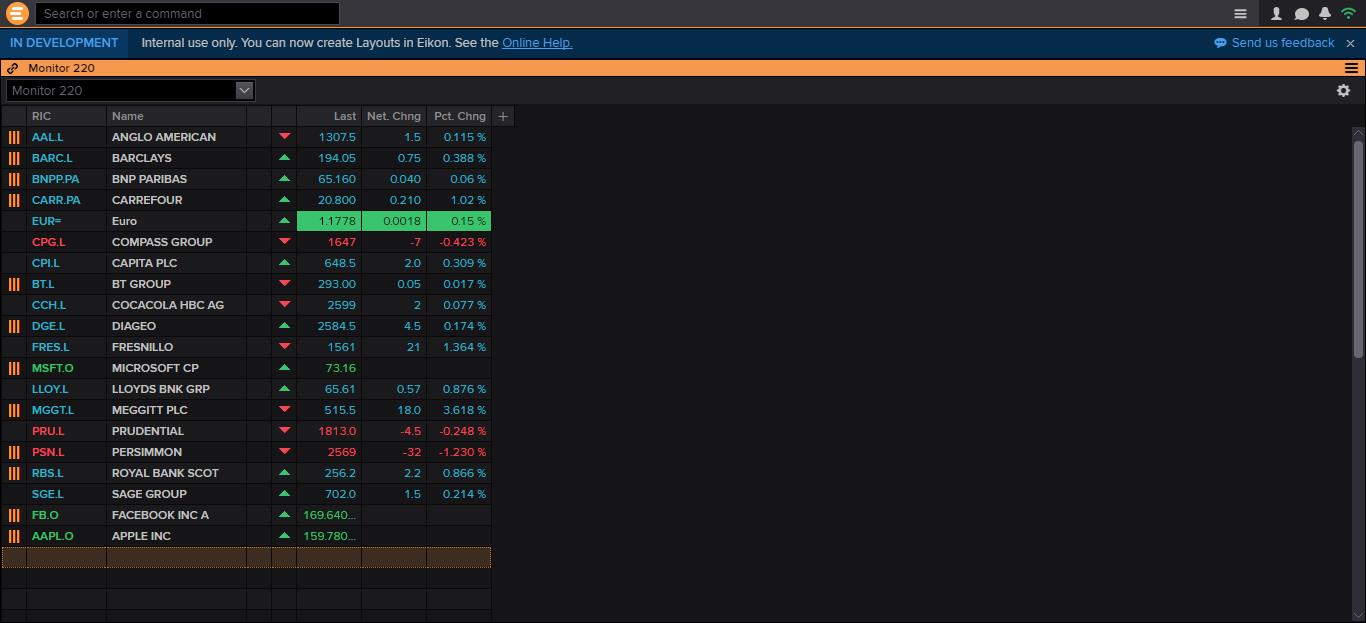 Search or enter a command
IN DEVELOPMENT Internal use only. You can now create Layouts in Eikon. See the Online Help. Send us feedback
Monitor 220
Monitor 220
RIC Name Last Net. Chng Pct. Chng +
AAL.L ANGLO AMERICAN 1307.5 1.5 0.115 %
BARC.L BARCLAYS 194.05 0.75 0.388 %
BNPP.PA BNP PARIBAS 65.160 0.040 0.06 %
CARR.PA CARREFOUR 20.800 0.210 1.02 %
EUR= Euro 1.1778 0.0018 0.15 %
CPG.L COMPASS GROUP 1647 -7 -0.423 %
CPI.L CAPITA PLC 648.5 2.0 0.309 %
BT.L BT GROUP 293.00 0.05 0.017 %
CCH.L COCACOLA HBC AG 2599 2 0.077 %
DGE.L DIAGEO 2584.5 4.5 0.174 %
FRES.L FRESNILLO 1561 21 1.364 %
MSFT.O MICROSOFT CP 73.16
LLOY.L LLOYDS BNK GRP 65.61 0.57 0.876 %
MGGT.L MEGGITT PLC 515.5 18.0 3.618 %
PRU.L PRUDENTIAL 1813.0 -4.5 -0.248 %
PSN.L PERSIMMON 2569 -32 -1.230 %
RBS.L ROYAL BANK SCOT 256.2 2.2 0.866 %
SGE.L SAGE GROUP 702.0 1.5 0.214 %
FB.O FACEBOOK INC A 169.640...
AAPL.O APPLE INC 159.780...